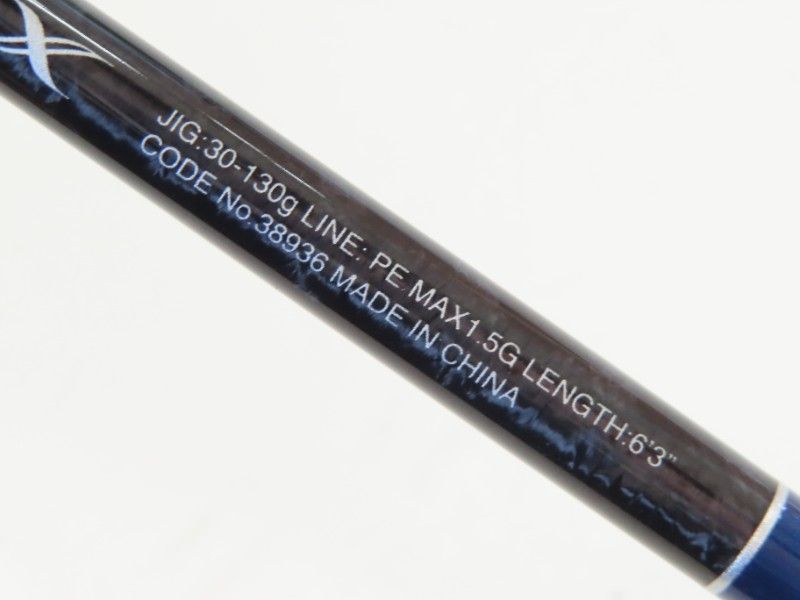 X
JIG:30-130g LINE: PE MAX1.5G LENGTH:6'3"
CODE No.38936 MADE IN CHINA